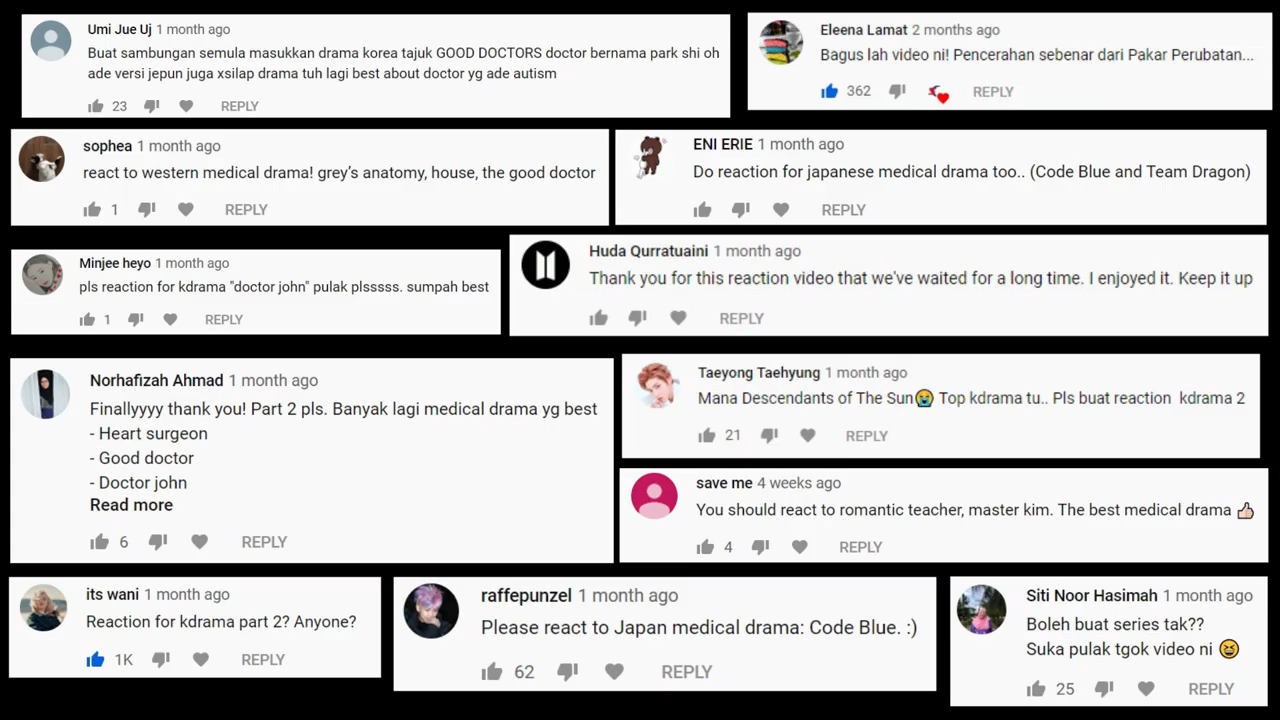 Umi Jue Uj 1 month ago
Buat sambungan semula masukkan drama korea tajuk GOOD DOCTORS doctor bernama park shi oh
ade versi jepun juga xsilap drama tuh lagi best about doctor yg ade autism
23 REPLY
Eleena Lamat 2 months ago
Bagus lah video ni! Pencerahan sebenar dari Pakar Perubatan...
362 REPLY
sophea 1 month ago
react to western medical drama! grey's anatomy, house, the good doctor
1 REPLY
ENI ERIE 1 month ago
Do reaction for japanese medical drama too.. (Code Blue and Team Dragon)
REPLY
Minjee heyo 1 month ago
pls reaction for kdrama "doctor john" pulak plsssss. sumpah best
1 REPLY
Huda Qurratuaini 1 month ago
Thank you for this reaction video that we've waited for a long time. I enjoyed it. Keep it up
REPLY
Norhafizah Ahmad 1 month ago
Finallyyyy thank you! Part 2 pls. Banyak lagi medical drama yg best
- Heart surgeon
- Good doctor
- Doctor john
Read more
6 REPLY
Taeyong Taehyung 1 month ago
Mana Descendants of The Sun😭 Top kdrama tu.. Pls buat reaction kdrama 2
21 REPLY
save me 4 weeks ago
You should react to romantic teacher, master kim. The best medical drama 👍🏻
4 REPLY
its wani 1 month ago
Reaction for kdrama part 2? Anyone?
1K REPLY
raffepunzel 1 month ago
Please react to Japan medical drama: Code Blue. :)
62 REPLY
Siti Noor Hasimah 1 month ago
Boleh buat series tak??
Suka pulak tgok video ni 😆
25 REPLY